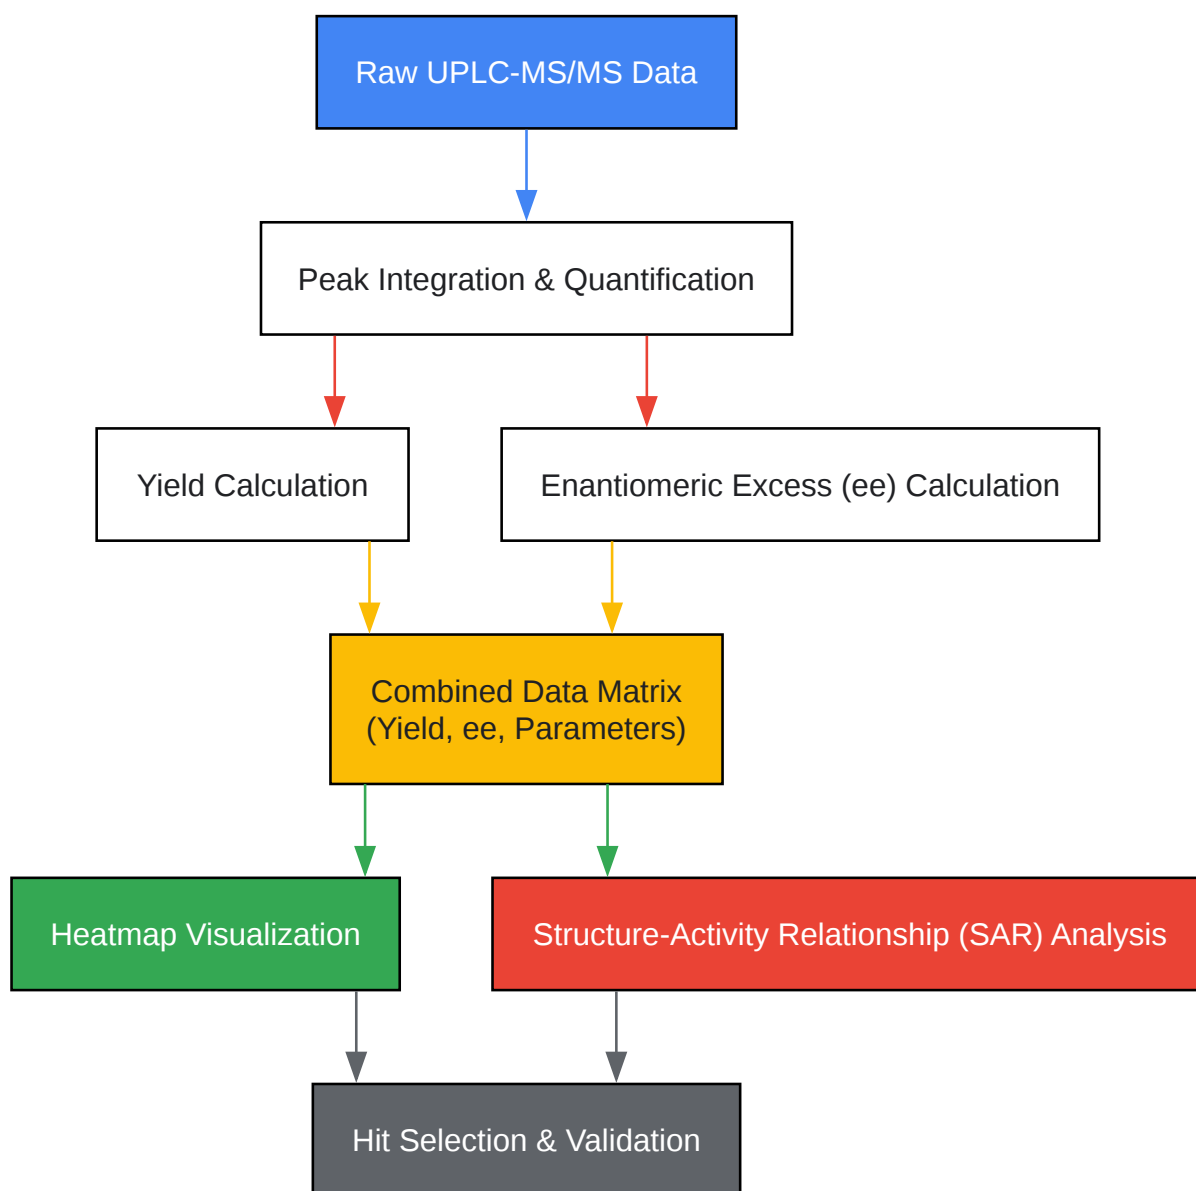 Raw UPLC-MS/MS Data
Peak Integration & Quantification
Yield Calculation
Enantiomeric Excess (ee) Calculation
Combined Data Matrix
(Yield, ee, Parameters)
Heatmap Visualization
Structure-Activity Relationship (SAR) Analysis
Hit Selection & Validation